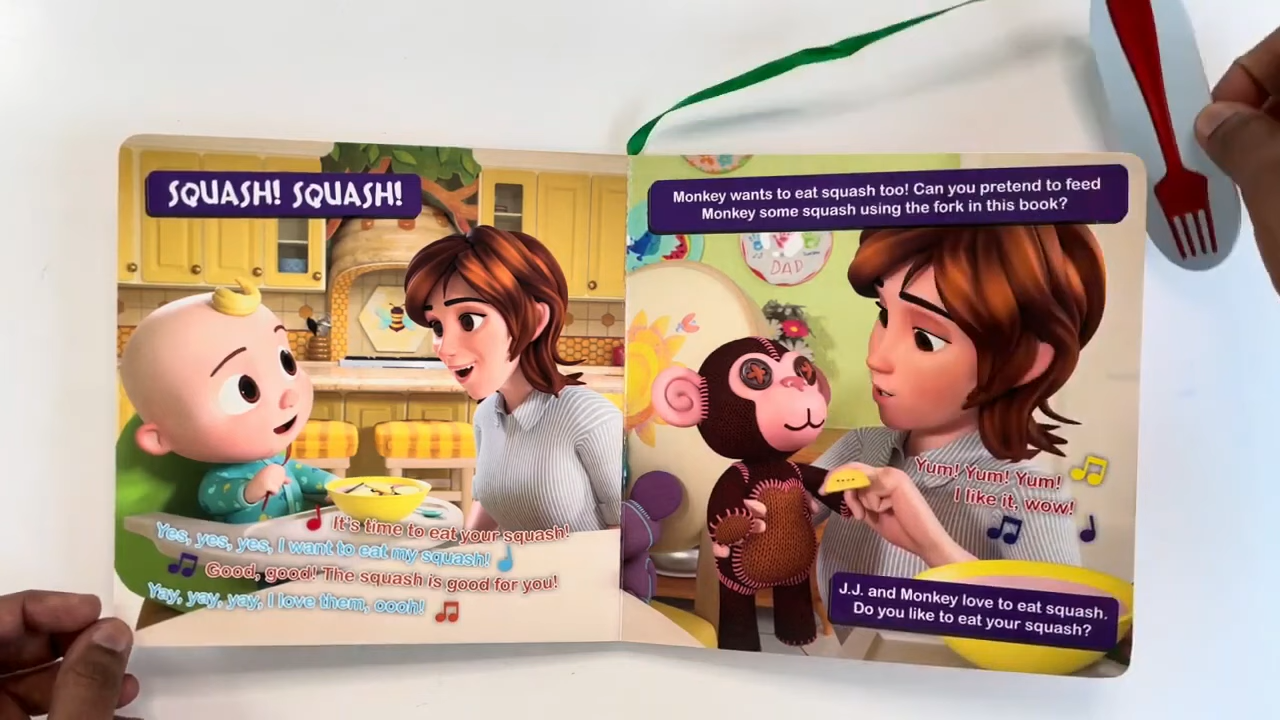 SQUASH! SQUASH!
It's time to eat your squash!
Yes, yes, yes, I want to eat my squash!
Good, good! The squash is good for you!
Yay, yay, yay, I love them, oooh!
Monkey wants to eat squash too! Can you pretend to feed
Monkey some squash using the fork in this book?
DAD
Yum! Yum! Yum!
I like it, wow!
J.J. and Monkey love to eat squash.
Do you like to eat your squash?